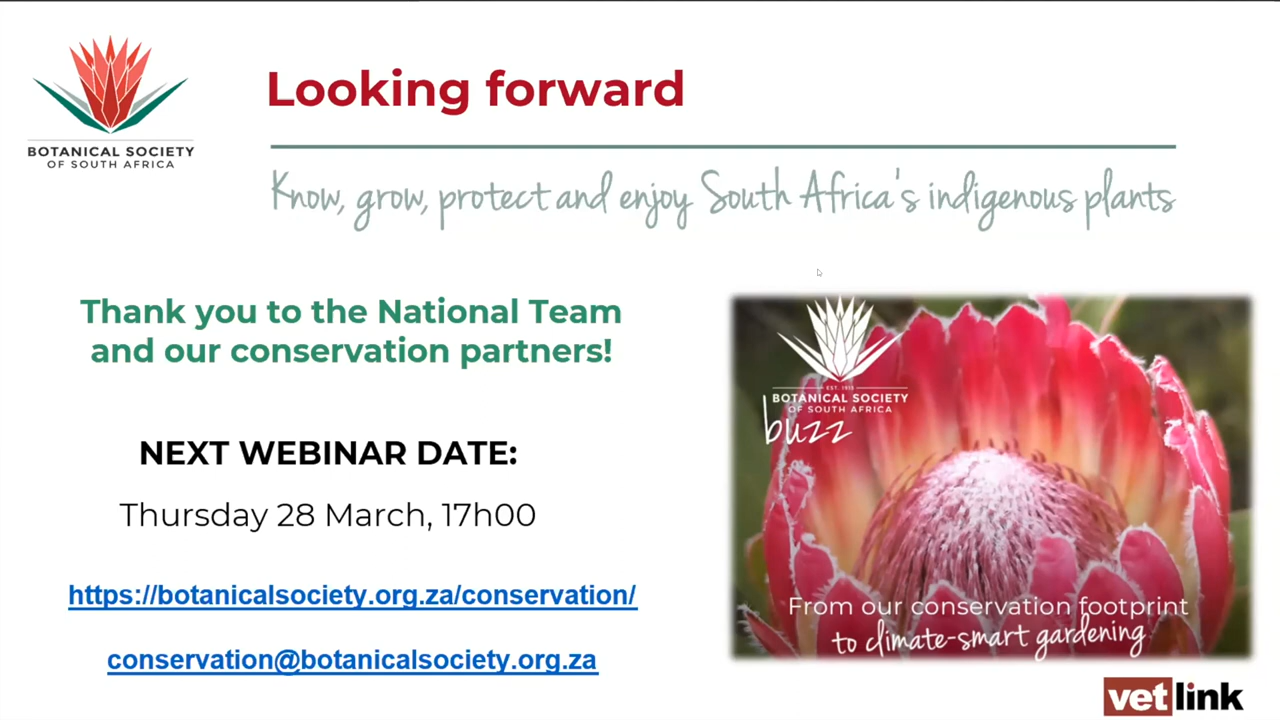 BOTANICAL SOCIETY
OF SOUTH AFRICA
Looking forward
Know, grow, protect and enjoy South Africa's indigenous plants
Thank you to the National Team
and our conservation partners!
NEXT WEBINAR DATE:
Thursday 28 March, 17h00
https://botanicalsociety.org.za/conservation/
conservation@botanicalsociety.org.za
EST. 1913
BOTANICAL SOCIETY
OF SOUTH AFRICA
buzz
From our conservation footprint
to climate-smart gardening
vetlink